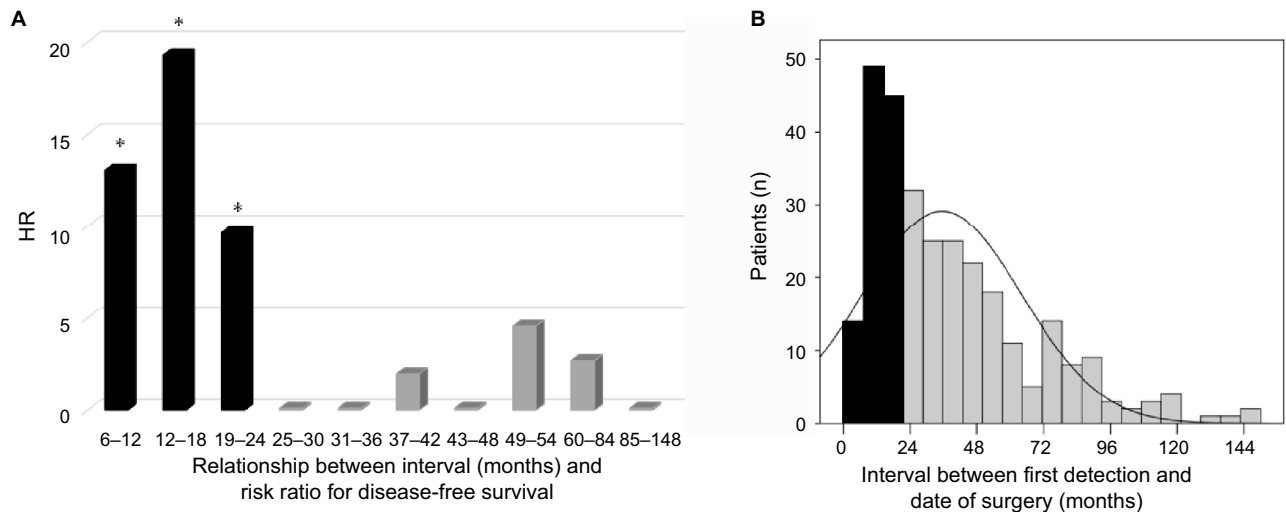 A
*
*
*
20
15
10
5
0
HR
6–12 12–18 19–24 25–30 31–36 37–42 43–48 49–54 60–84 85–148
Relationship between interval (months) and
risk ratio for disease-free survival
B
50
40
30
20
10
0
Patients (n)
0 24 48 72 96 120 144
Interval between first detection and
date of surgery (months)